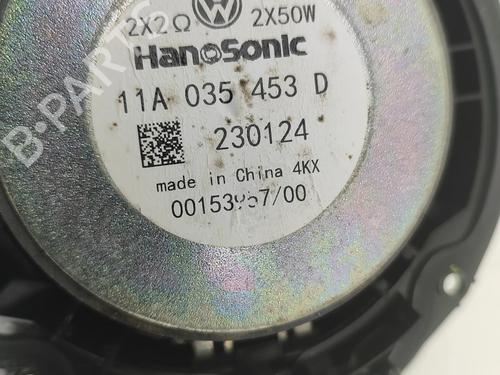 2X2Ω 2X50W
HanoSonic
11A 035 453 D
230124
made in China 4KX
B-PARTS